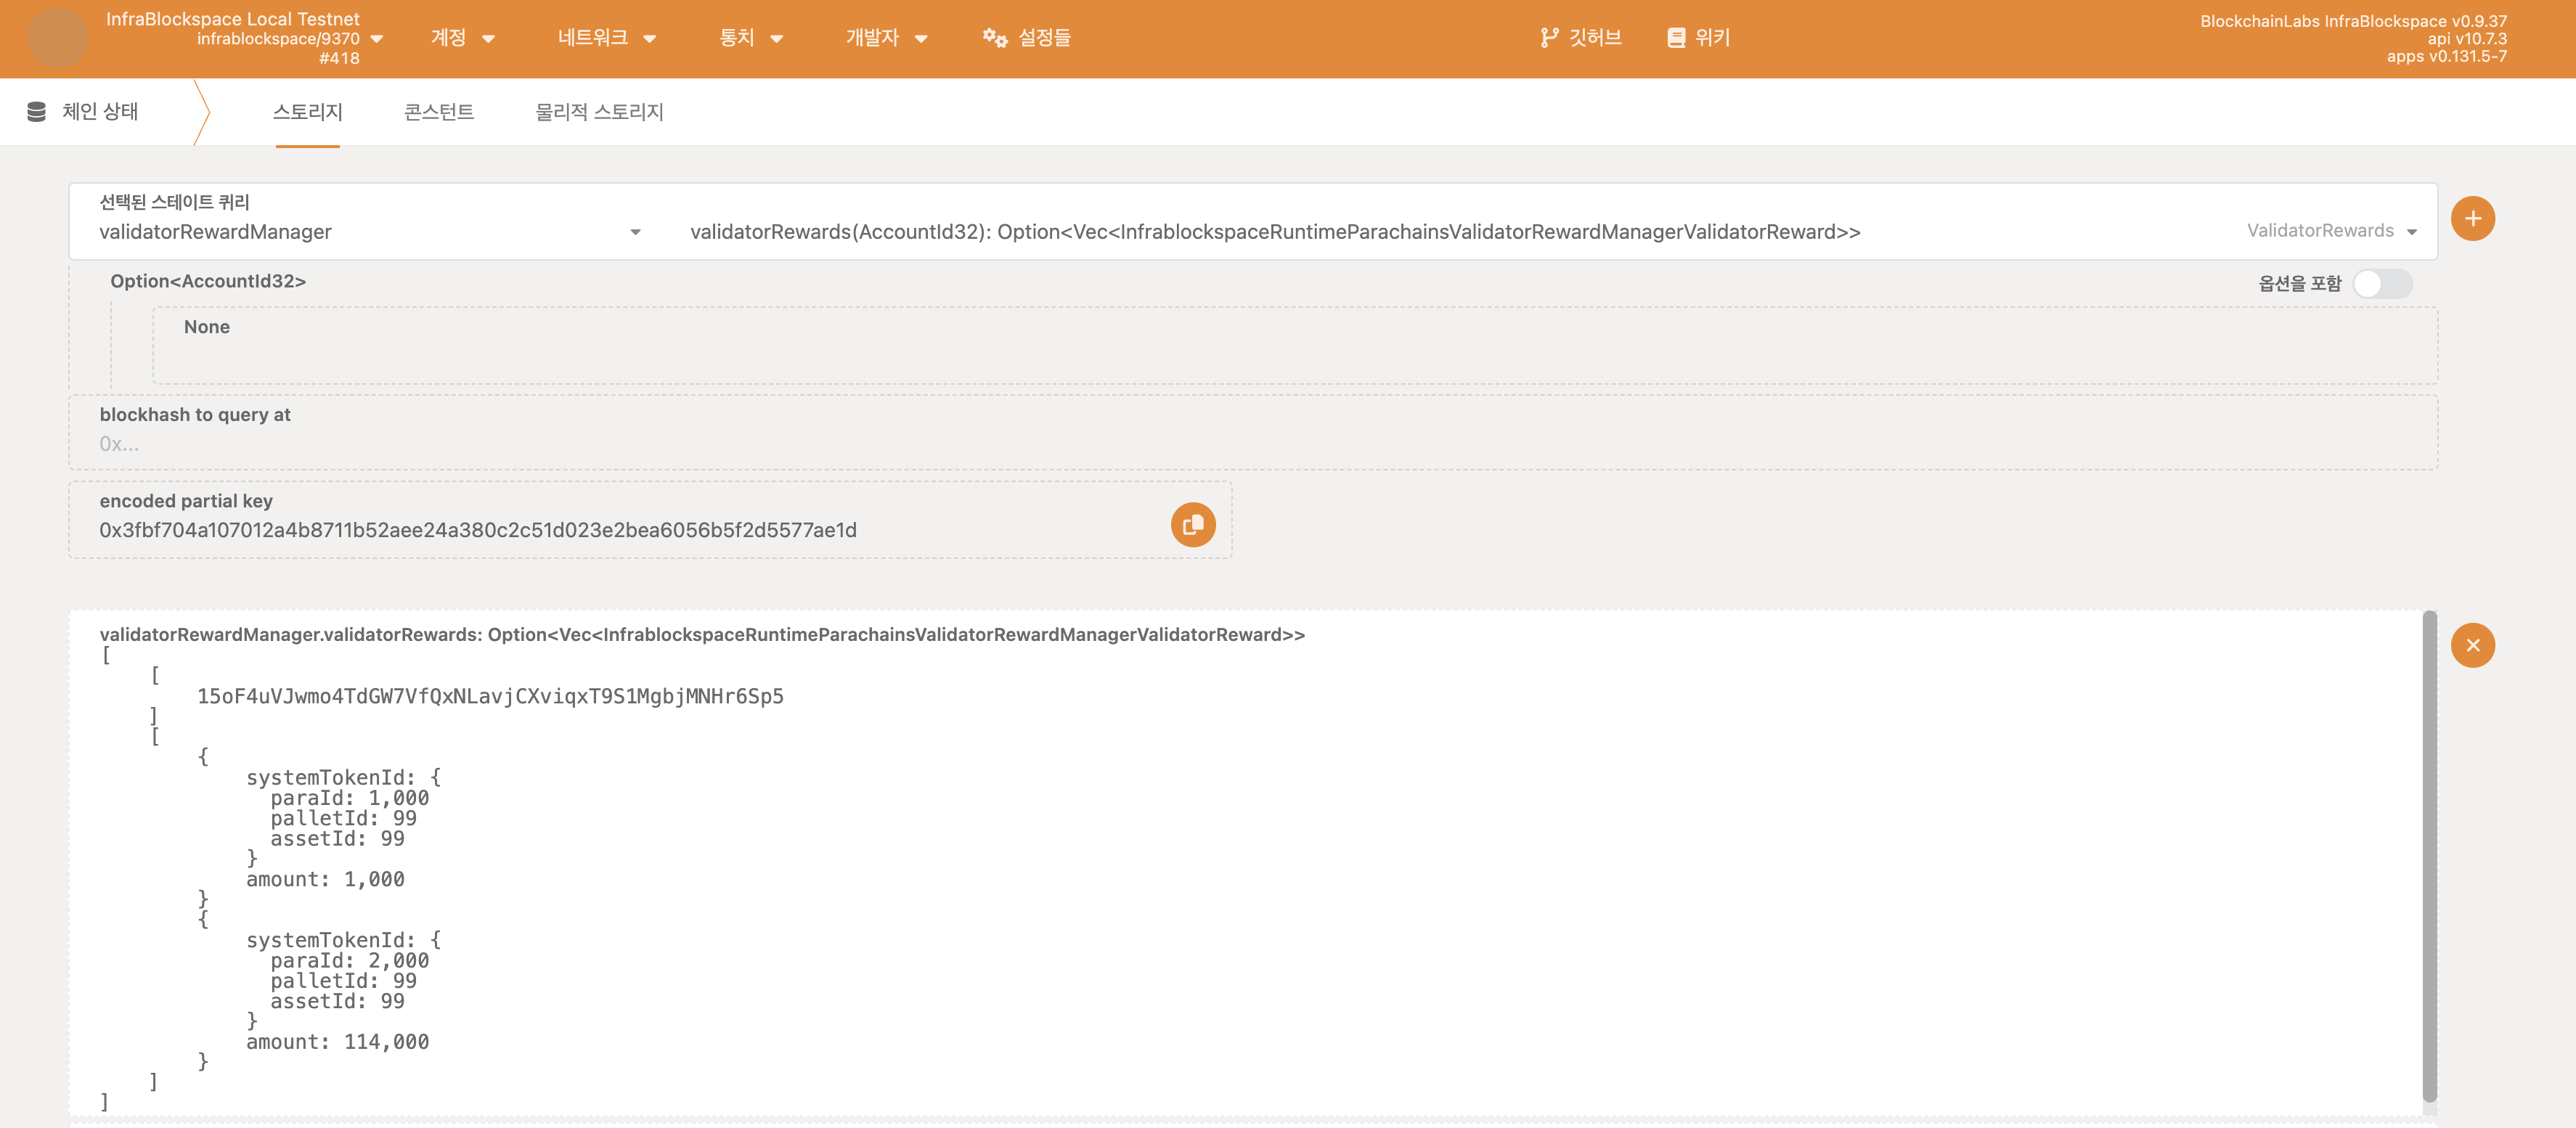 InfraBlockspace Local Testnet
infrablockspace/9370
#418
계정
네트워크
통치
개발자
설정들
깃허브
위키
BlockchainLabs InfraBlockspace v0.9.37
api v10.7.3
apps v0.131.5-7
체인 상태
스토리지
콘스턴트
물리적 스토리지
선택된 스테이트 쿼리
validatorRewardManager
validatorRewards(AccountId32): Option<Vec<InfrablockspaceRuntimeParachainsValidatorRewardManagerValidatorReward>>
ValidatorRewards
Option<AccountId32>
옵션을 포함
None
blockhash to query at
0x...
encoded partial key
0x3fbf704a107012a4b8711b52aee24a380c2c51d023e2bea6056b5f2d5577ae1d
validatorRewardManager.validatorRewards: Option<Vec<InfrablockspaceRuntimeParachainsValidatorRewardManagerValidatorReward>>
[
[
15oF4uVJwmo4TdGW7VfQxNLavjCXviqxT9S1MgbjMNHr6Sp5
]
[
{
systemTokenId: {
paraId: 1,000
palletId: 99
assetId: 99
}
amount: 1,000
}
{
systemTokenId: {
paraId: 2,000
palletId: 99
assetId: 99
}
amount: 114,000
}
]
]